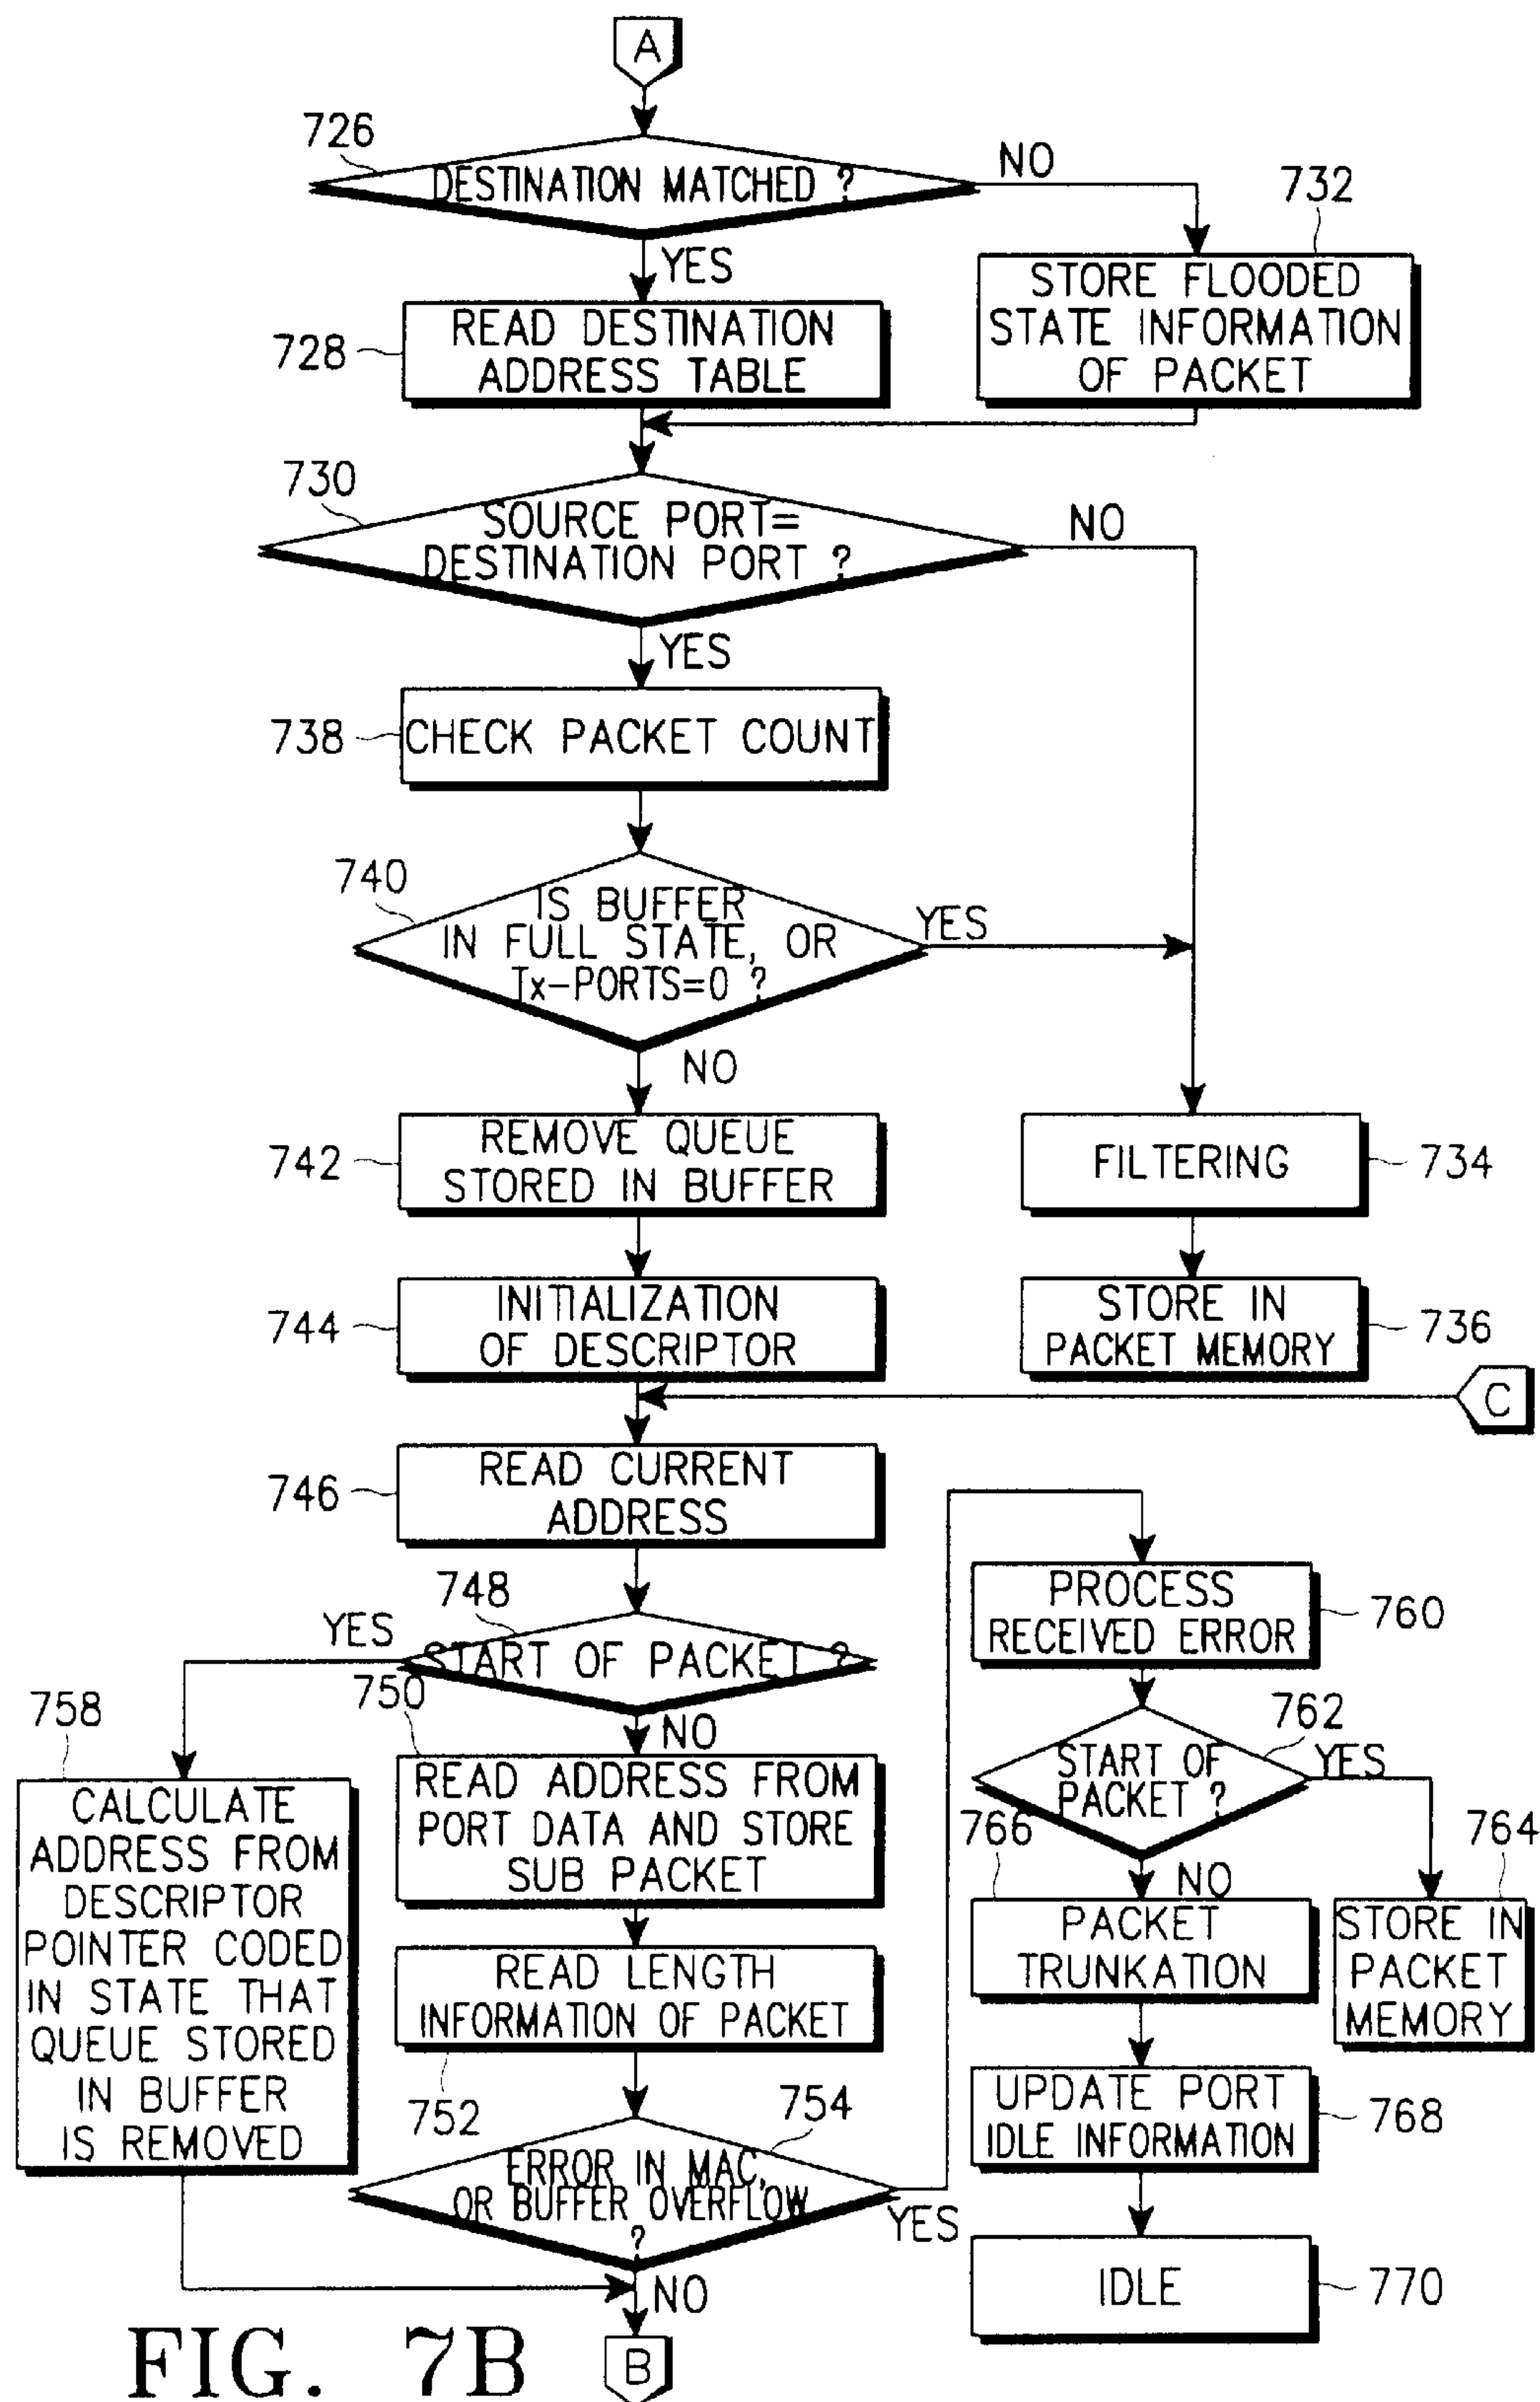 A
726
DESTINATION MATCHED ?
NO
732
YES
STORE FLOODED
STATE INFORMATION
OF PACKET
728
READ DESTINATION
ADDRESS TABLE
730
SOURCE PORT=
DESTINATION PORT ?
NO
YES
738
CHECK PACKET COUNT
740
IS BUFFER
IN FULL STATE, OR
Tx-PORTS=0 ?
YES
NO
742
REMOVE QUEUE
STORED IN BUFFER
FILTERING
734
744
INITIALIZATION
OF DESCRIPTOR
STORE IN
PACKET MEMORY
736
C
746
READ CURRENT
ADDRESS
748
YES
START OF PACKET ?
NO
750
READ ADDRESS FROM
PORT DATA AND STORE
SUB PACKET
758
CALCULATE
ADDRESS FROM
DESCRIPTOR
POINTER CODED
IN STATE THAT
QUEUE STORED
IN BUFFER
IS REMOVED
READ LENGTH
INFORMATION OF PACKET
752
754
ERROR IN MAC,
OR BUFFER OVERFLOW
?
YES
NO
B
PROCESS
RECEIVED ERROR
760
762
START OF
PACKET ?
YES
764
STORE IN
PACKET
MEMORY
766
NO
PACKET
TRUNKATION
UPDATE PORT
IDLE INFORMATION
768
IDLE
770
FIG. 7B